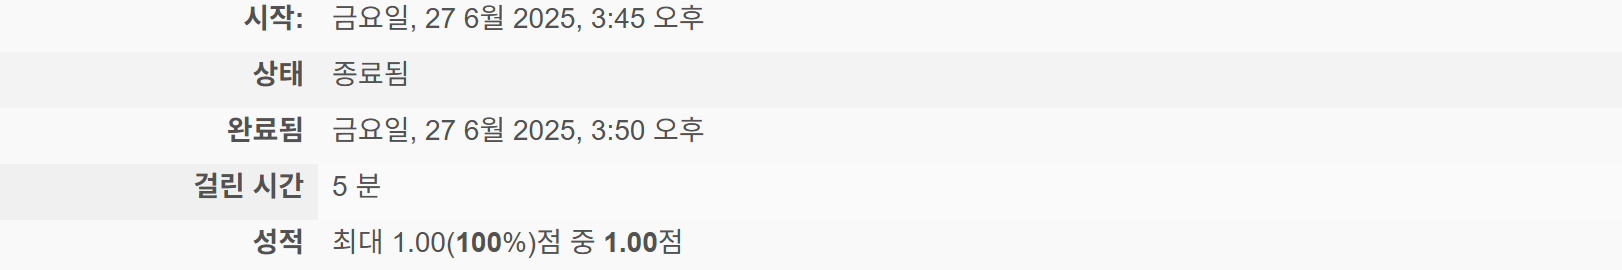 시작: 금요일, 27 6월 2025, 3:45 오후
상태 종료됨
완료됨 금요일, 27 6월 2025, 3:50 오후
걸린 시간 5 분
성적 최대 1.00(100%)점 중 1.00점